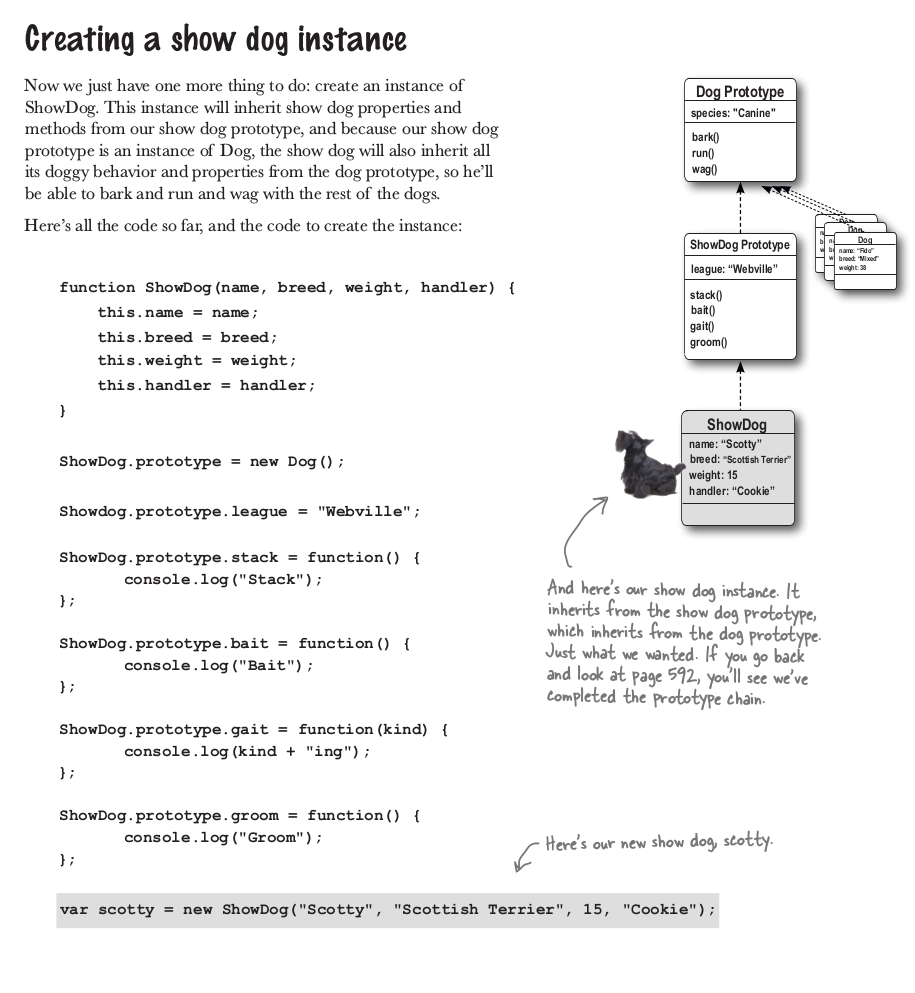 Creating a show dog instance
Now we just have one more thing to do: create an instance of
ShowDog. This instance will inherit show dog properties and
methods from our show dog prototype, and because our show dog
prototype is an instance of Dog, the show dog will also inherit all
its doggy behavior and properties from the dog prototype, so he'll
be able to bark and run and wag with the rest of the dogs.
Here's all the code so far, and the code to create the instance:
function ShowDog(name, breed, weight, handler) {
this.name = name;
this.breed = breed;
this.weight = weight;
this.handler = handler;
}
ShowDog.prototype = new Dog();
Showdog.prototype.league = "Webville";
ShowDog.prototype.stack = function() {
console.log("Stack");
};
ShowDog.prototype.bait = function() {
console.log("Bait");
};
ShowDog.prototype.gait = function(kind) {
console.log(kind + "ing");
};
ShowDog.prototype.groom = function() {
console.log("Groom");
};
var scotty = new ShowDog("Scotty", "Scottish Terrier", 15, "Cookie");
Dog Prototype
species: "Canine"
bark()
run()
wag()
Dog
name: "Fido"
breed: "Mixed"
weight: 38
ShowDog Prototype
league: "Webville"
stack()
bait()
gait()
groom()
ShowDog
name: "Scotty"
breed: "Scottish Terrier"
weight: 15
handler: "Cookie"
And here's our show dog instance. It
inherits from the show dog prototype,
which inherits from the dog prototype.
Just what we wanted. If you go back
and look at page 592, you'll see we've
completed the prototype chain.
Here's our new show dog, scotty.